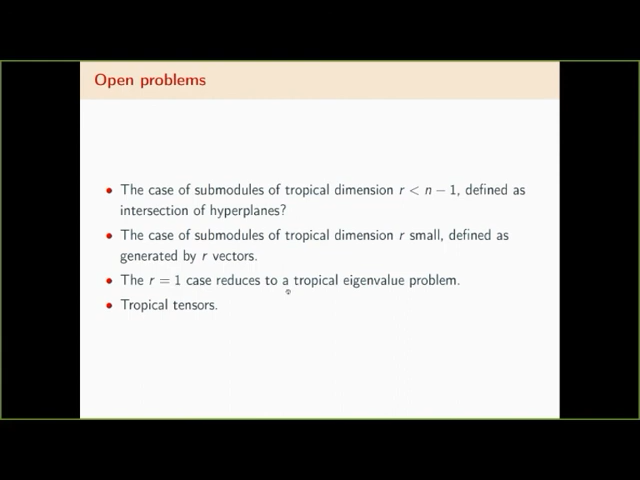 Open problems
• The case of submodules of tropical dimension r < n − 1, defined as
intersection of hyperplanes?
• The case of submodules of tropical dimension r small, defined as
generated by r vectors.
• The r = 1 case reduces to a tropical eigenvalue problem.
• Tropical tensors.